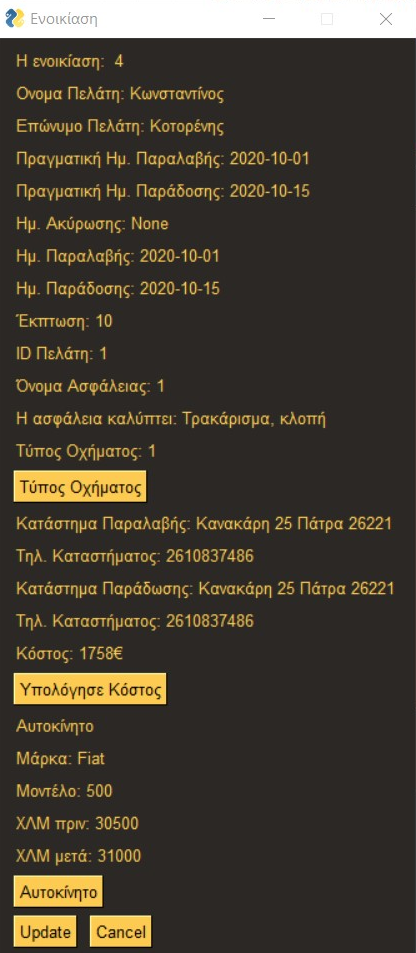 Ενοικίαση
Η ενοικίαση: 4
Ονομα Πελάτη: Κωνσταντίνος
Επώνυμο Πελάτη: Κοτορένης
Πραγματική Ημ. Παραλαβής: 2020-10-01
Πραγματική Ημ. Παράδοσης: 2020-10-15
Ημ. Ακύρωσης: None
Ημ. Παραλαβής: 2020-10-01
Ημ. Παράδοσης: 2020-10-15
Έκπτωση: 10
ID Πελάτη: 1
Όνομα Ασφάλειας: 1
Η ασφάλεια καλύπτει: Τρακάρισμα, κλοπή
Τύπος Οχήματος: 1
Τύπος Οχήματος
Κατάστημα Παραλαβής: Κανακάρη 25 Πάτρα 26221
Τηλ. Καταστήματος: 2610837486
Κατάστημα Παράδωσης: Κανακάρη 25 Πάτρα 26221
Τηλ. Καταστήματος: 2610837486
Κόστος: 1758€
Υπολόγησε Κόστος
Αυτοκίνητο
Μάρκα: Fiat
Μοντέλο: 500
ΧΛΜ πριν: 30500
ΧΛΜ μετά: 31000
Αυτοκίνητο
Update Cancel